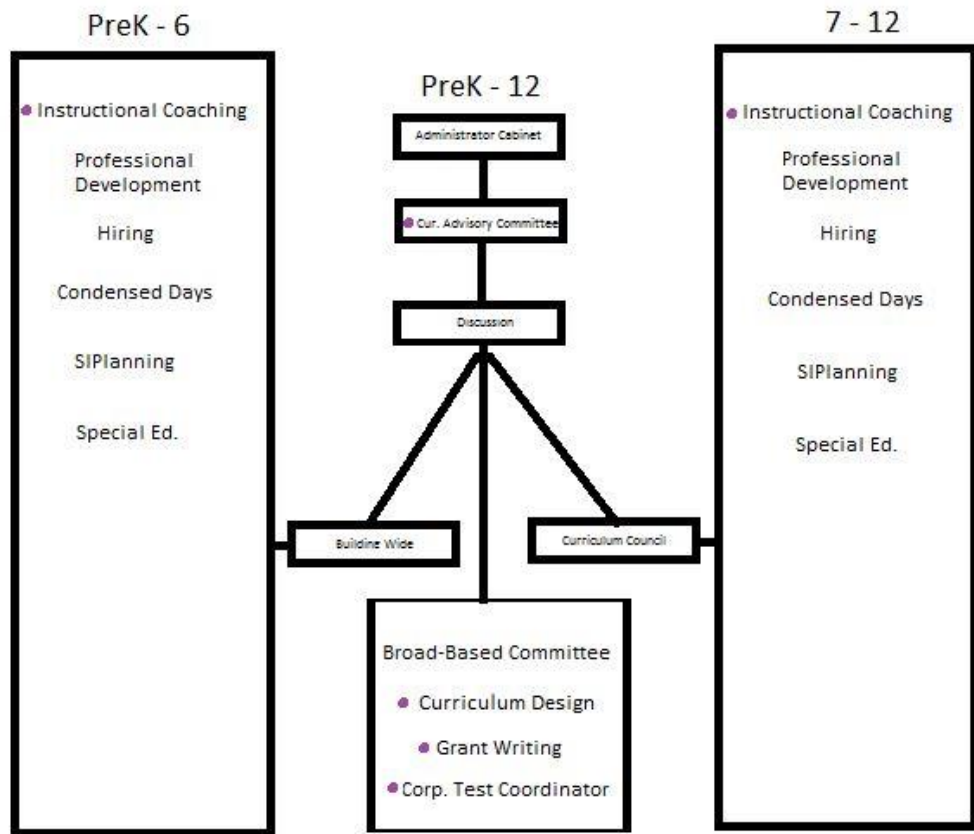 PreK - 6
Instructional Coaching
Professional
Development
Hiring
Condensed Days
SIPlanning
Special Ed.
PreK - 12
Administrator Cabinet
Cur. Advisory Committee
Discussion
Buildine Wide
Curriculum Council
Broad-Based Committee
Curriculum Design
Grant Writing
Corp. Test Coordinator
7 - 12
Instructional Coaching
Professional
Development
Hiring
Condensed Days
SIPlanning
Special Ed.